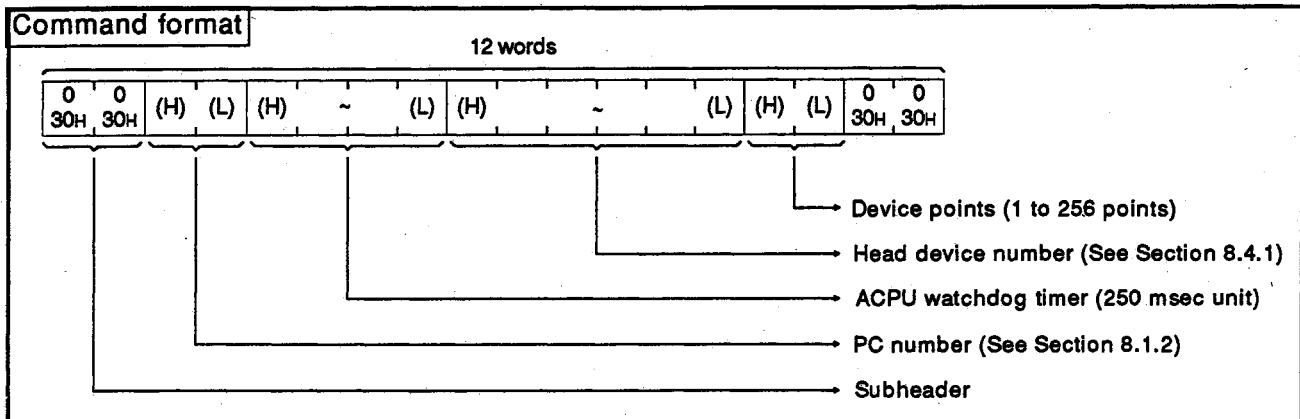 Command format
12 words
0 0 (H) (L) (H) ~ (L) (H) ~ (L) (H) (L) 0 0
30H 30H 30H 30H
Device points (1 to 256 points)
Head device number (See Section 8.4.1)
ACPU watchdog timer (250 msec unit)
PC number (See Section 8.1.2)
Subheader